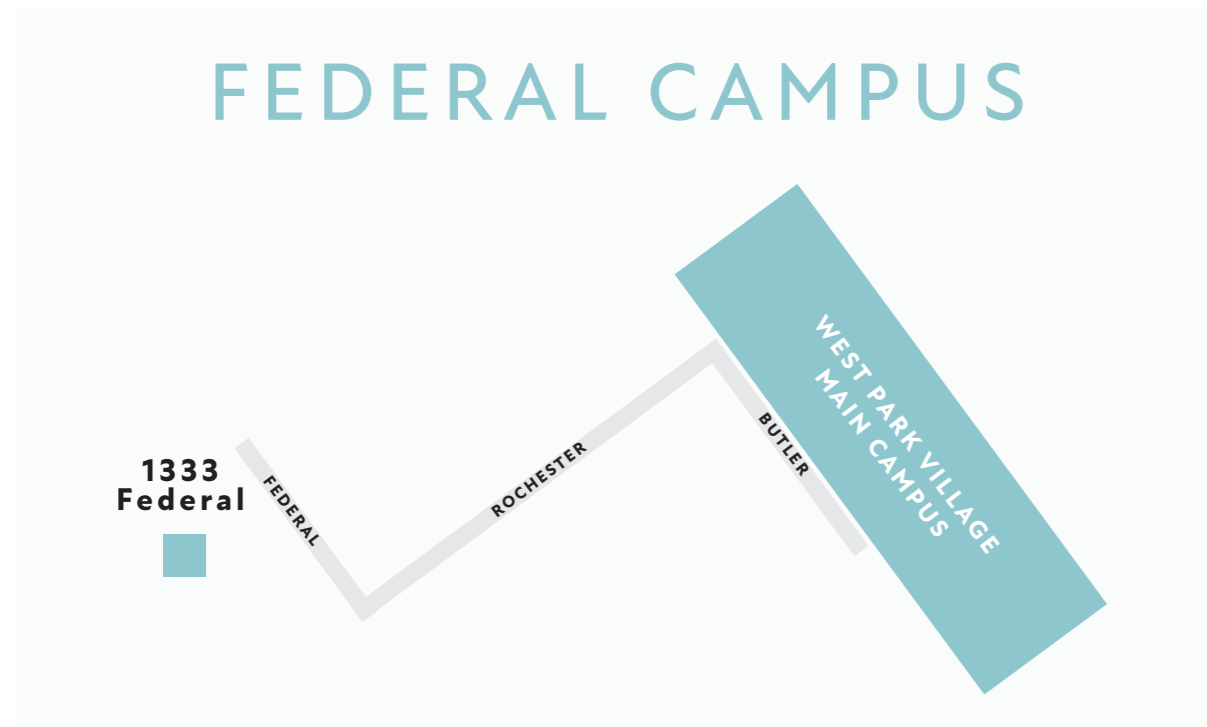 FEDERAL CAMPUS
WEST PARK VILLAGE
MAIN CAMPUS
BUTLER
ROCHESTER
1333
Federal
FEDERAL